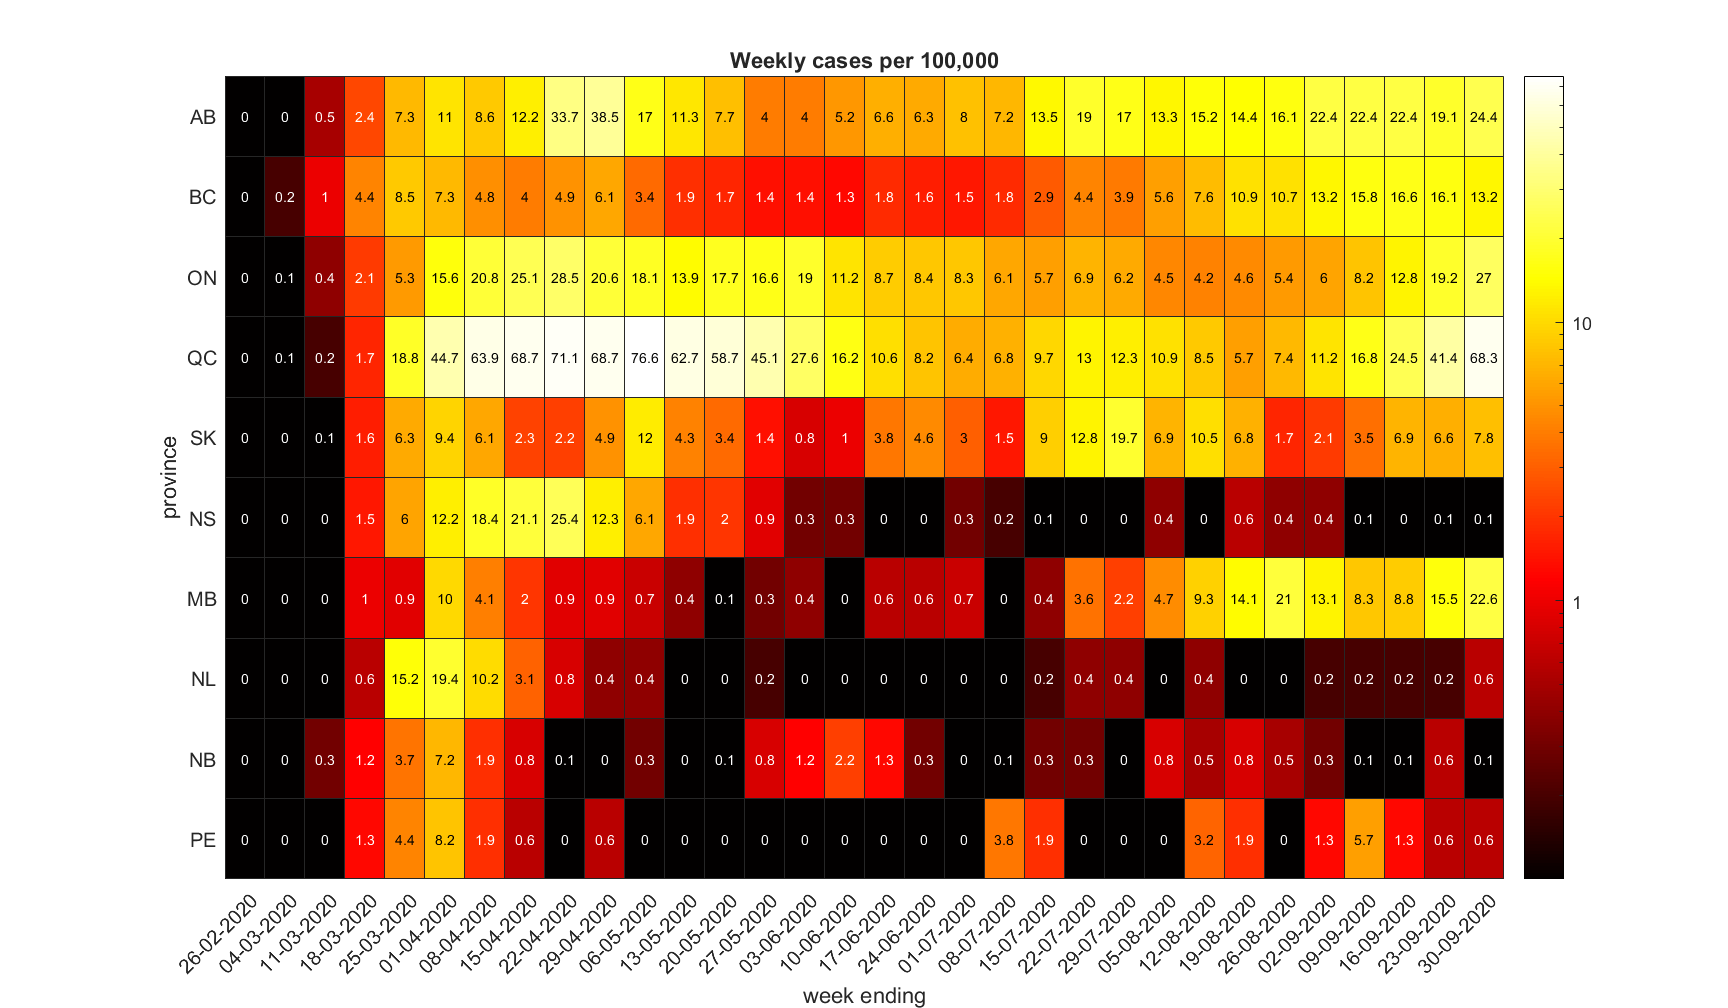 Weekly cases per 100,000
AB 0 0 0.5 2.4 7.3 11 8.6 12.2 33.7 38.5 17 11.3 7.7 4 4 5.2 6.6 6.3 8 7.2 13.5 19 17 13.3 15.2 14.4 16.1 22.4 22.4 22.4 19.1 24.4
BC 0 0.2 1 4.4 8.5 7.3 4.8 4 4.9 6.1 3.4 1.9 1.7 1.4 1.4 1.3 1.8 1.6 1.5 1.8 2.9 4.4 3.9 5.6 7.6 10.9 10.7 13.2 15.8 16.6 16.1 13.2
ON 0 0.1 0.4 2.1 5.3 15.6 20.8 25.1 28.5 20.6 18.1 13.9 17.7 16.6 19 11.2 8.7 8.4 8.3 6.1 5.7 6.9 6.2 4.5 4.2 4.6 5.4 6 8.2 12.8 19.2 27
10
QC 0 0.1 0.2 1.7 18.8 44.7 63.9 68.7 71.1 68.7 76.6 62.7 58.7 45.1 27.6 16.2 10.6 8.2 6.4 6.8 9.7 13 12.3 10.9 8.5 5.7 7.4 11.2 16.8 24.5 41.4 68.3
SK 0 0 0.1 1.6 6.3 9.4 6.1 2.3 2.2 4.9 12 4.3 3.4 1.4 0.8 1 3.8 4.6 3 1.5 9 12.8 19.7 6.9 10.5 6.8 1.7 2.1 3.5 6.9 6.6 7.8
province
NS 0 0 0 1.5 6 12.2 18.4 21.1 25.4 12.3 6.1 1.9 2 0.9 0.3 0.3 0 0 0.3 0.2 0.1 0 0 0.4 0 0.6 0.4 0.4 0.1 0 0.1 0.1
MB 0 0 0 1 0.9 10 4.1 2 0.9 0.9 0.7 0.4 0.1 0.3 0.4 0 0.6 0.6 0.7 0 0.4 3.6 2.2 4.7 9.3 14.1 21 13.1 8.3 8.8 15.5 22.6
1
NL 0 0 0 0.6 15.2 19.4 10.2 3.1 0.8 0.4 0.4 0 0 0.2 0 0 0 0 0 0 0.2 0.4 0.4 0 0.4 0 0 0.2 0.2 0.2 0.2 0.6
NB 0 0 0.3 1.2 3.7 7.2 1.9 0.8 0.1 0 0.3 0 0.1 0.8 1.2 2.2 1.3 0.3 0 0.1 0.3 0.3 0 0.8 0.5 0.8 0.5 0.3 0.1 0.1 0.6 0.1
PE 0 0 0 1.3 4.4 8.2 1.9 0.6 0 0.6 0 0 0 0 0 0 0 0 0 3.8 1.9 0 0 0 3.2 1.9 0 1.3 5.7 1.3 0.6 0.6
26-02-2020 04-03-2020 11-03-2020 18-03-2020 25-03-2020 01-04-2020 08-04-2020 15-04-2020 22-04-2020 29-04-2020 06-05-2020 13-05-2020 20-05-2020 27-05-2020 03-06-2020 10-06-2020 17-06-2020 24-06-2020 01-07-2020 08-07-2020 15-07-2020 22-07-2020 29-07-2020 05-08-2020 12-08-2020 19-08-2020 26-08-2020 02-09-2020 09-09-2020 16-09-2020 23-09-2020 30-09-2020
week ending